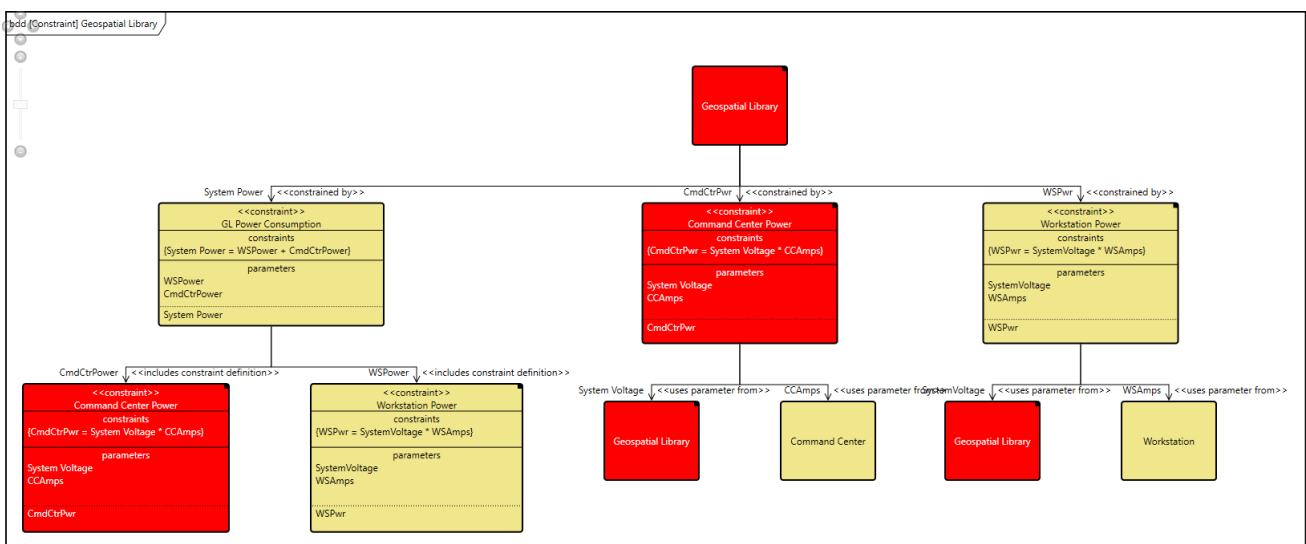 bdd [Constraint] Geospatial Library
Geospatial Library
System Power <<constrained by>>
CmdCtrPwr <<constrained by>>
WSPwr <<constrained by>>
<<constraint>>
GL Power Consumption
constraints
{System Power = WSPower + CmdCtrPower}
parameters
WSPower
CmdCtrPower
System Power
<<constraint>>
Command Center Power
constraints
{CmdCtrPwr = System Voltage * CCAmps}
parameters
System Voltage
CCAmps
CmdCtrPwr
<<constraint>>
Workstation Power
constraints
{WSPwr = SystemVoltage * WSAmps}
parameters
SystemVoltage
WSAmps
WSPwr
CmdCtrPower <<includes constraint definition>>
WSPower <<includes constraint definition>>
System Voltage <<uses parameter from>>
CCAmps <<uses parameter from>>
SystemVoltage <<uses parameter from>>
WSAmps <<uses parameter from>>
<<constraint>>
Command Center Power
constraints
{CmdCtrPwr = System Voltage * CCAmps}
parameters
System Voltage
CCAmps
CmdCtrPwr
<<constraint>>
Workstation Power
constraints
{WSPwr = SystemVoltage * WSAmps}
parameters
SystemVoltage
WSAmps
WSPwr
Geospatial Library
Command Center
Geospatial Library
Workstation